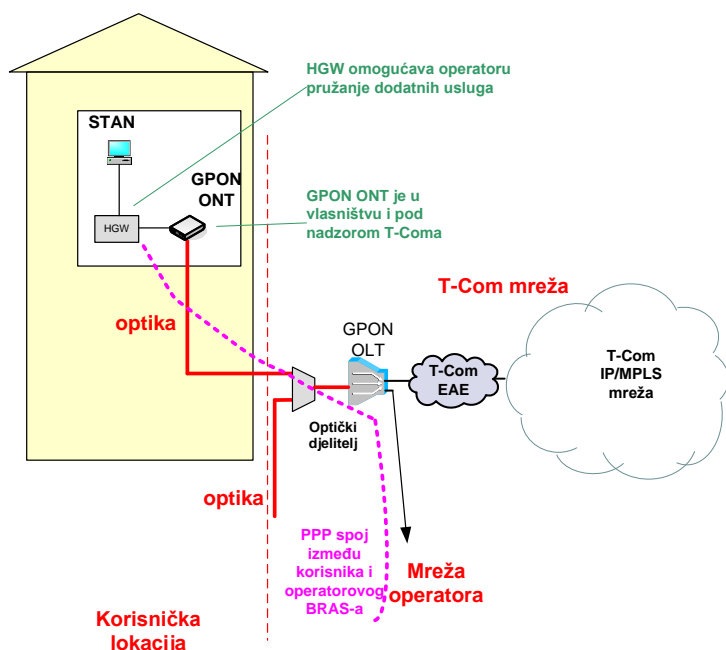 HGW omogućava operatoru
pružanje dodatnih usluga
STAN
GPON
ONT
HGW
GPON ONT je u
vlasništvu i pod
nadzorom T-Coma
T-Com mreža
optika
GPON
OLT
T-Com
EAE
T-Com
IP/MPLS
mreža
Optički
djelitelj
optika
PPP spoj
između
korisnika i
operatorovog
BRAS-a
Mreža
operatora
Korisnička
lokacija